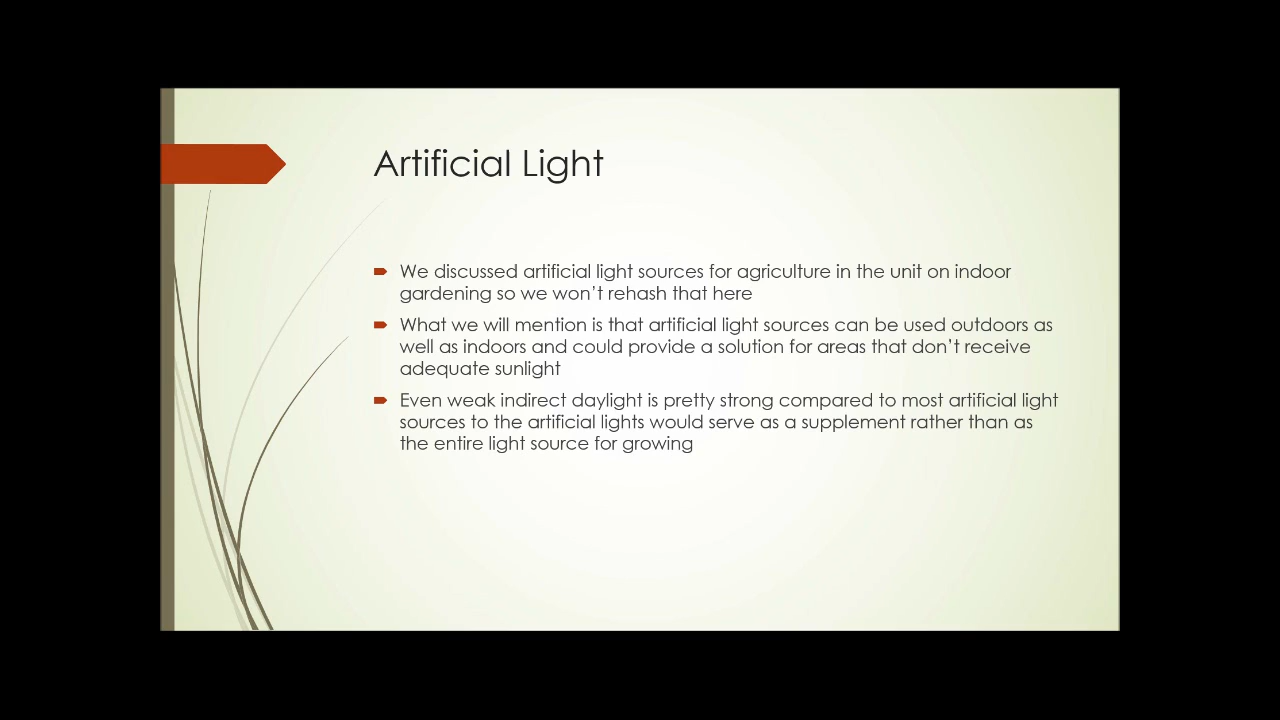 Artificial Light
We discussed artificial light sources for agriculture in the unit on indoor
gardening so we won’t rehash that here
What we will mention is that artificial light sources can be used outdoors as
well as indoors and could provide a solution for areas that don’t receive
adequate sunlight
Even weak indirect daylight is pretty strong compared to most artificial light
sources to the artificial lights would serve as a supplement rather than as
the entire light source for growing